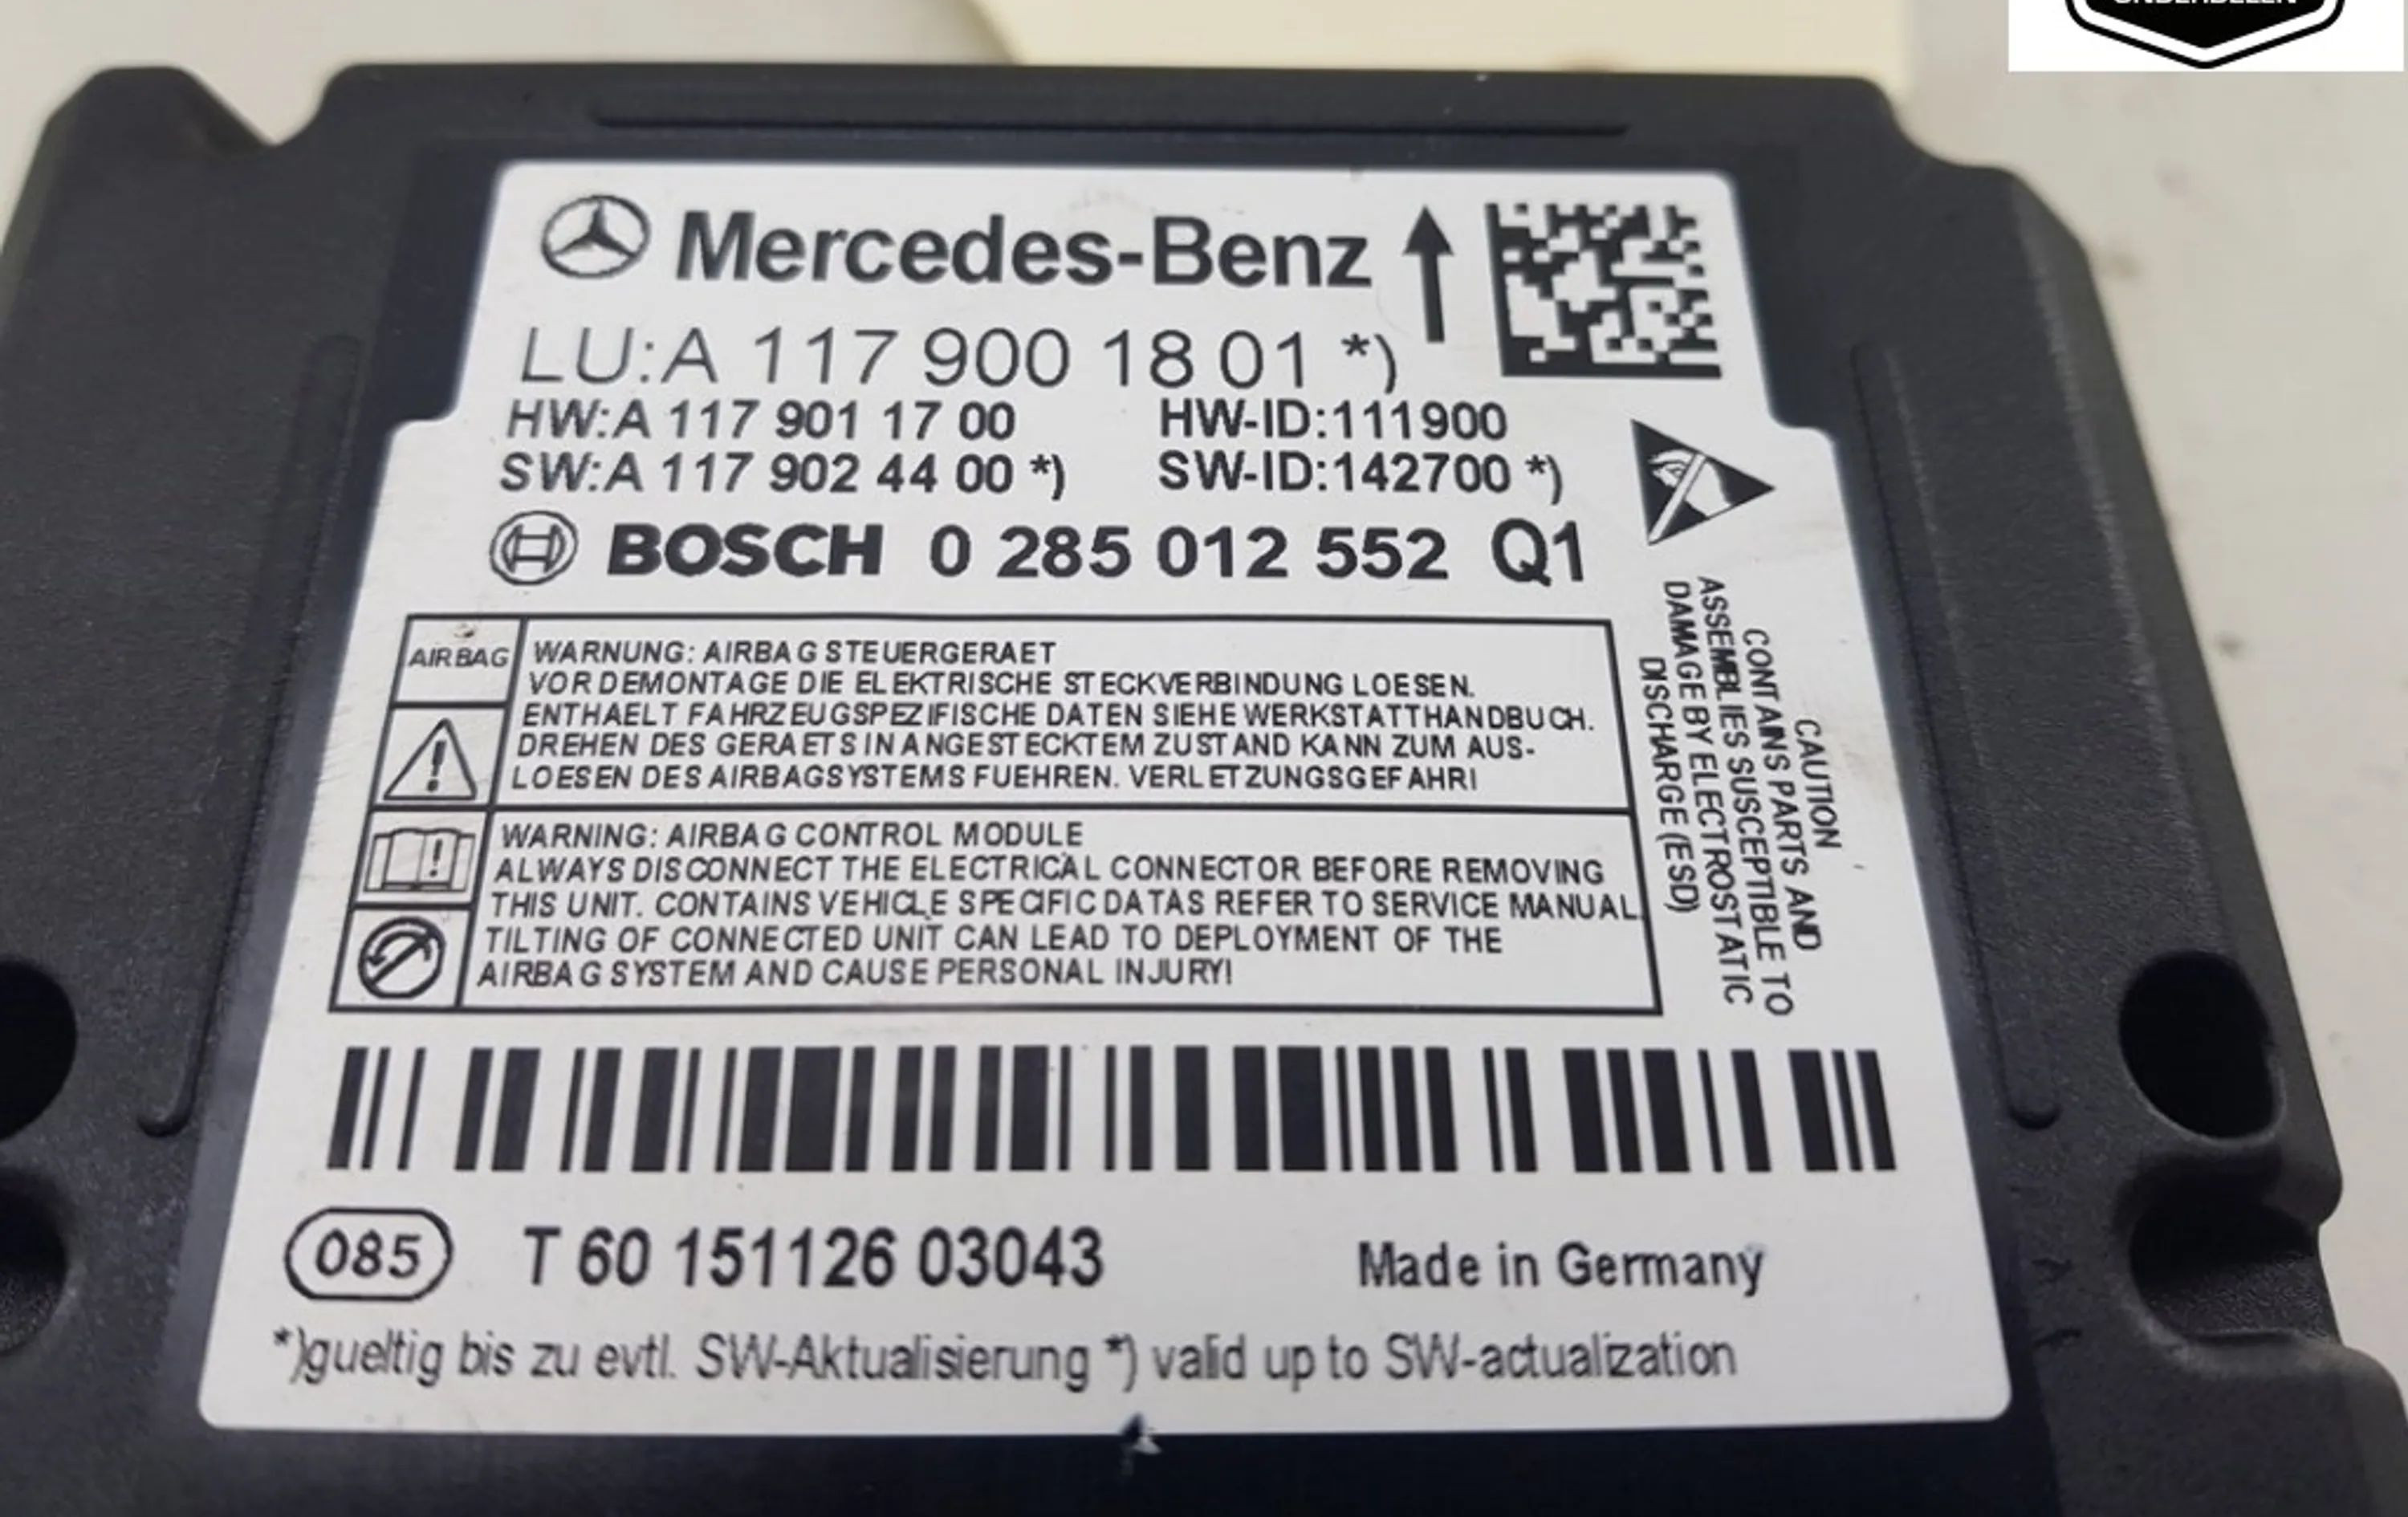 ONDERDELEN
Mercedes-Benz
LU:A 117 900 18 01 *)
HW:A 117 901 17 00 HW-ID:111900
SW:A 117 902 44 00 *) SW-ID:142700 *)
BOSCH 0 285 012 552 Q1
AIRBAG
WARNUNG: AIRBAG STEUERGERAET
VOR DEMONTAGE DIE ELEKTRISCHE STECKVERBINDUNG LOESEN.
ENTHAELT FAHRZEUGSPEZIFISCHE DATEN SIEHE WERKSTATTHANDBUCH.
DREHEN DES GERAETS IN ANGESTECKTEM ZUSTAND KANN ZUM AUS-
LOESEN DES AIRBAGSYSTEMS FUEHREN. VERLETZUNGSGEFAHR!
WARNING: AIRBAG CONTROL MODULE
ALWAYS DISCONNECT THE ELECTRICAL CONNECTOR BEFORE REMOVING
THIS UNIT. CONTAINS VEHICLE SPECIFIC DATAS REFER TO SERVICE MANUAL.
TILTING OF CONNECTED UNIT CAN LEAD TO DEPLOYMENT OF THE
AIRBAG SYSTEM AND CAUSE PERSONAL INJURY!
CAUTION
CONTAINS PARTS AND
ASSEMBLIES SUSCEPTIBLE TO
DAMAGE BY ELECTROSTATIC
DISCHARGE (ESD)
085 T 60 151126 03043 Made in Germany
*)gueltig bis zu evtl. SW-Aktualisierung *) valid up to SW-actualization